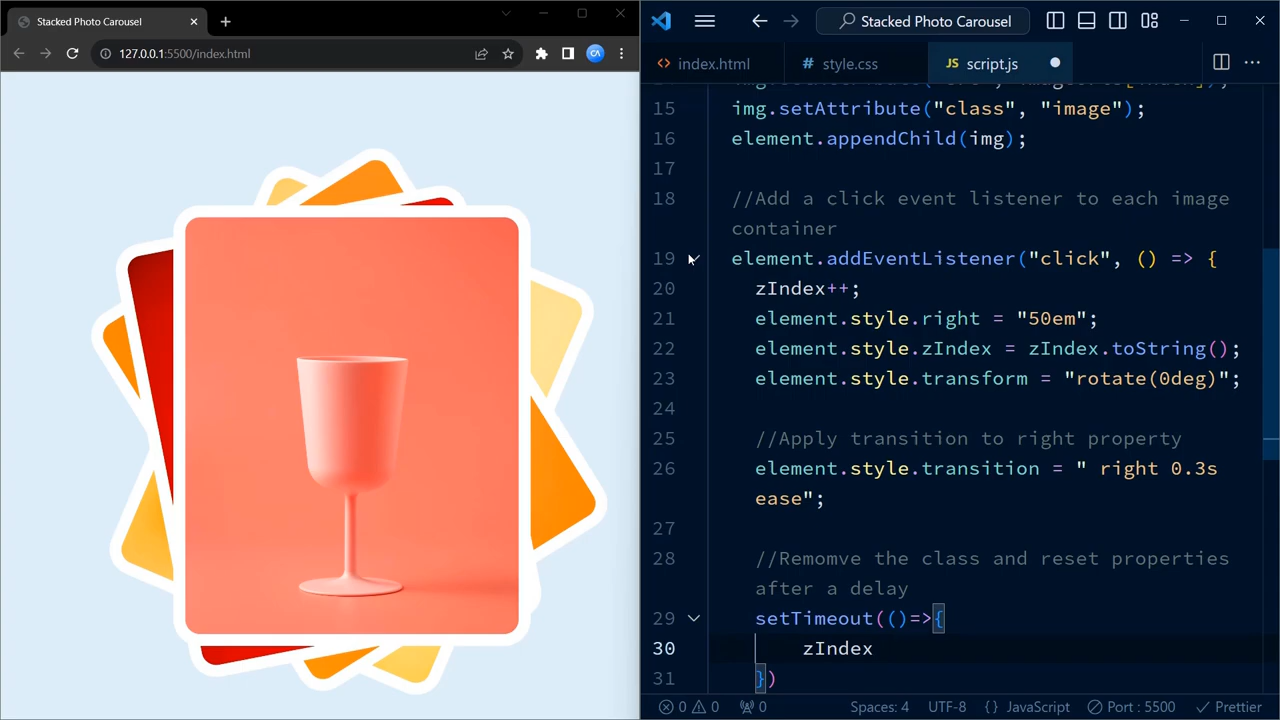 Stacked Photo Carousel
127.0.0.1:5500/index.html
CA
Stacked Photo Carousel
index.html
style.css
JS script.js
15 img.setAttribute("class", "image");
16 element.appendChild(img);
17
18 //Add a click event listener to each image
container
19 element.addEventListener("click", () => {
20 zIndex++;
21 element.style.right = "50em";
22 element.style.zIndex = zIndex.toString();
23 element.style.transform = "rotate(0deg)";
24
25 //Apply transition to right property
26 element.style.transition = " right 0.3s
ease";
27
28 //Remomve the class and reset properties
after a delay
29 setTimeout(()=>{
30 zIndex
31 })
0 0 0 Spaces: 4 UTF-8 {} JavaScript Port : 5500 Prettier